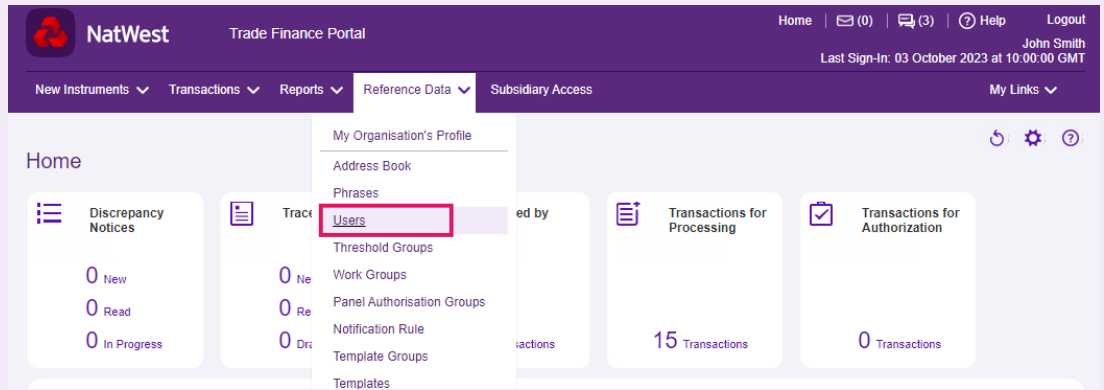 NatWest
Trade Finance Portal
Home
(0)
(3)
Help
Logout
John Smith
Last Sign-In: 03 October 2023 at 10:00:00 GMT
New Instruments
Transactions
Reports
Reference Data
Subsidiary Access
My Links
Home
My Organisation's Profile
Address Book
Phrases
Users
Threshold Groups
Work Groups
Panel Authorisation Groups
Notification Rule
Template Groups
Templates
Discrepancy
Notices
0 New
0 Read
0 In Progress
Trace
0 Ne
0 Re
0 Dra
ed by
sactions
Transactions for
Processing
15 Transactions
Transactions for
Authorization
0 Transactions